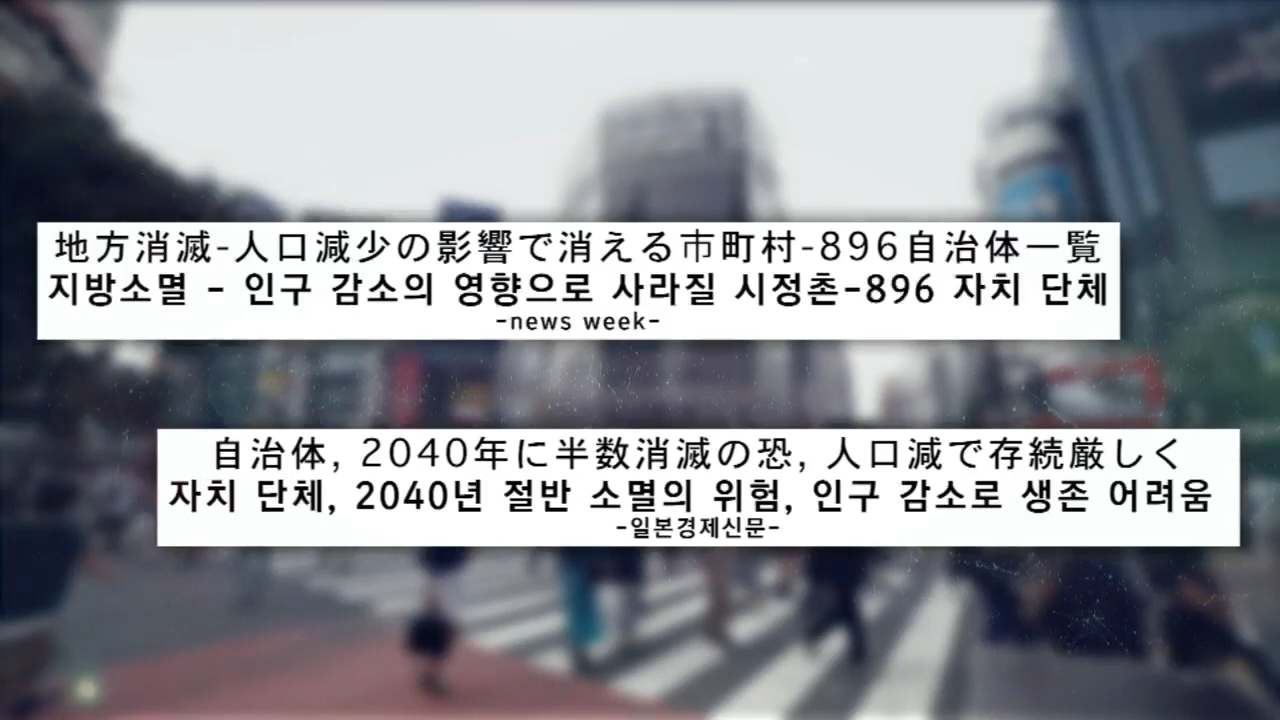 地方消滅-人口減少の影響で消える市町村-896自治体一覧
지방소멸 - 인구 감소의 영향으로 사라질 시정촌-896 자치 단체
-news week-
自治体, 2040年に半数消滅の恐, 人口減で存続厳しく
자치 단체, 2040년 절반 소멸의 위험, 인구 감소로 생존 어려움
-일본경제신문-